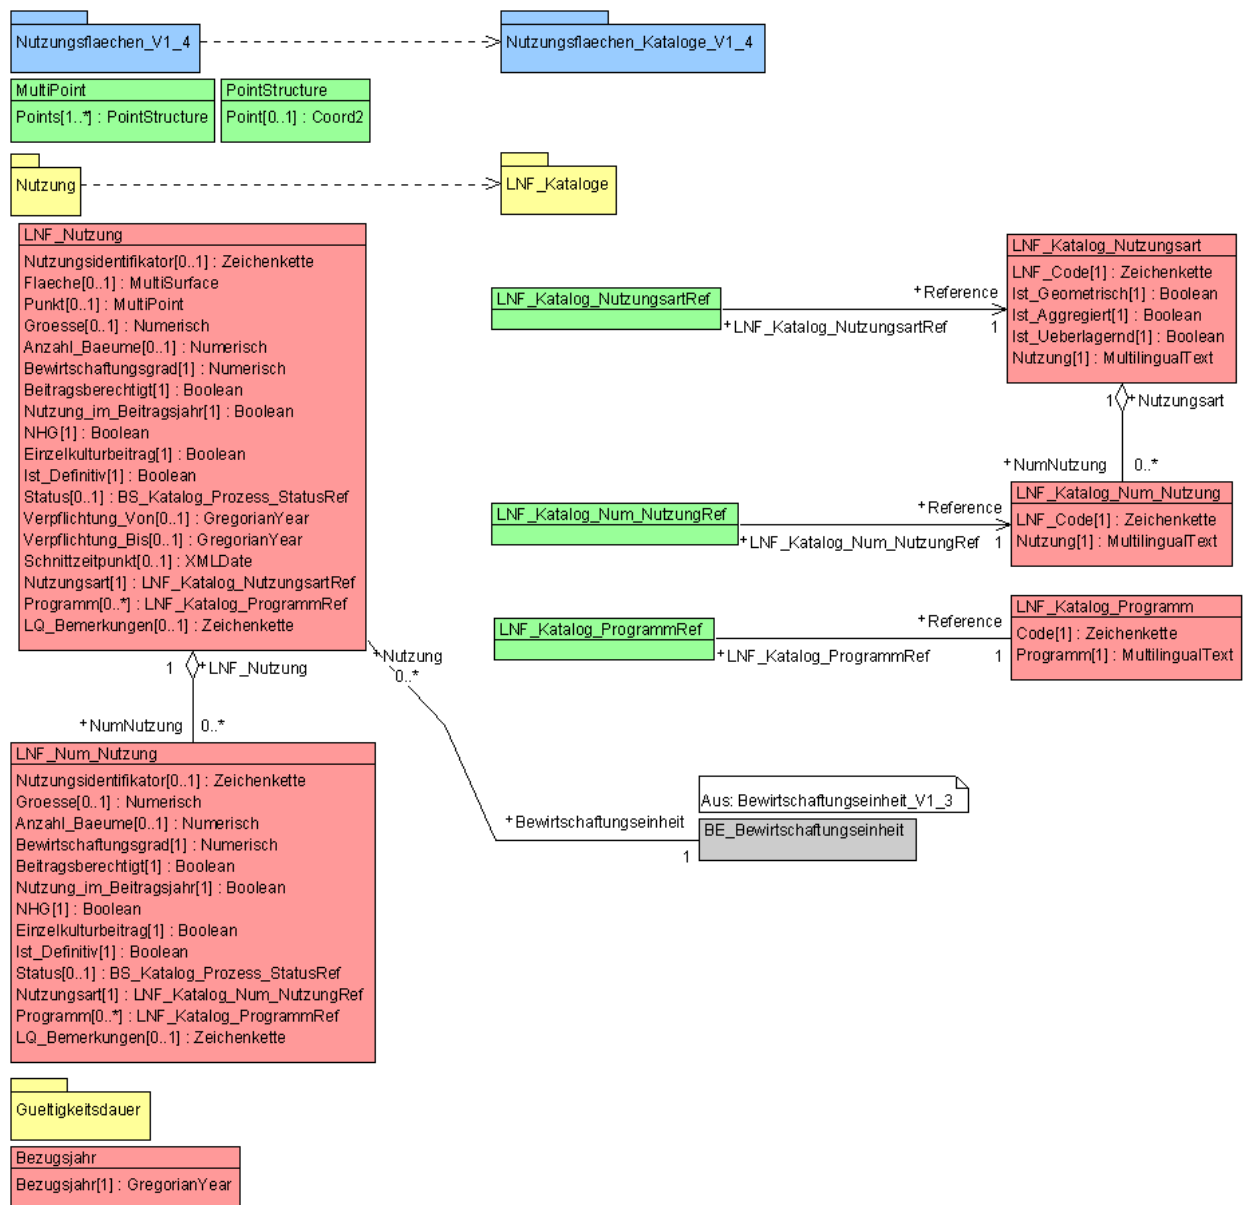 Nutzungsflaechen_V1_4
Nutzungsflaechen_Kataloge_V1_4
MultiPoint
Points[1..*] : PointStructure
PointStructure
Point[0..1] : Coord2
Nutzung
LNF_Kataloge
LNF_Nutzung
Nutzungsidentifikator[0..1] : Zeichenkette
Flaeche[0..1] : MultiSurface
Punkt[0..1] : MultiPoint
Groesse[0..1] : Numerisch
Anzahl_Baeume[0..1] : Numerisch
Bewirtschaftungsgrad[1] : Numerisch
Beitragsberechtigt[1] : Boolean
Nutzung_im_Beitragsjahr[1] : Boolean
NHG[1] : Boolean
Einzelkulturbeitrag[1] : Boolean
Ist_Definitiv[1] : Boolean
Status[0..1] : BS_Katalog_Prozess_StatusRef
Verpflichtung_Von[0..1] : GregorianYear
Verpflichtung_Bis[0..1] : GregorianYear
Schnittzeitpunkt[0..1] : XMLDate
Nutzungsart[1] : LNF_Katalog_NutzungsartRef
Programm[0..*] : LNF_Katalog_ProgrammRef
LQ_Bemerkungen[0..1] : Zeichenkette
LNF_Katalog_NutzungsartRef
+Reference
+LNF_Katalog_NutzungsartRef
1
LNF_Katalog_Nutzungsart
LNF_Code[1] : Zeichenkette
Ist_Geometrisch[1] : Boolean
Ist_Aggregiert[1] : Boolean
Ist_Ueberlagernd[1] : Boolean
Nutzung[1] : MultilingualText
1
+Nutzungsart
+NumNutzung
0..*
LNF_Katalog_Num_NutzungRef
+Reference
+LNF_Katalog_Num_NutzungRef
1
LNF_Katalog_Num_Nutzung
LNF_Code[1] : Zeichenkette
Nutzung[1] : MultilingualText
LNF_Katalog_ProgrammRef
+Reference
+LNF_Katalog_ProgrammRef
1
LNF_Katalog_Programm
Code[1] : Zeichenkette
Programm[1] : MultilingualText
1
+LNF_Nutzung
+Nutzung
0..*
+NumNutzung
0..*
LNF_Num_Nutzung
Nutzungsidentifikator[0..1] : Zeichenkette
Groesse[0..1] : Numerisch
Anzahl_Baeume[0..1] : Numerisch
Bewirtschaftungsgrad[1] : Numerisch
Beitragsberechtigt[1] : Boolean
Nutzung_im_Beitragsjahr[1] : Boolean
NHG[1] : Boolean
Einzelkulturbeitrag[1] : Boolean
Ist_Definitiv[1] : Boolean
Status[0..1] : BS_Katalog_Prozess_StatusRef
Nutzungsart[1] : LNF_Katalog_Num_NutzungRef
Programm[0..*] : LNF_Katalog_ProgrammRef
LQ_Bemerkungen[0..1] : Zeichenkette
+Bewirtschaftungseinheit
1
Aus: Bewirtschaftungseinheit_V1_3
BE_Bewirtschaftungseinheit
Gueltigkeitsdauer
Bezugsjahr
Bezugsjahr[1] : GregorianYear